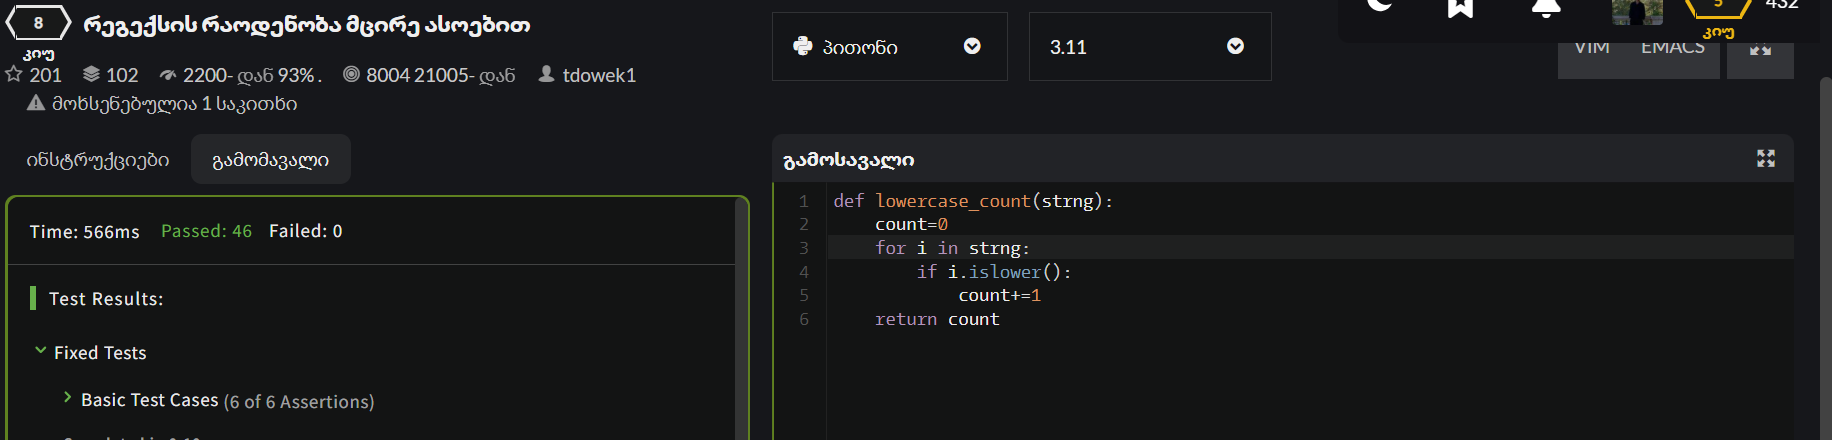 8 რეგექსის რაოდენობა მცირე ასოებით
კიუ
201 102 2200- დან 93% . 8004 21005- დან tdowek1
მოხსენებულია 1 საკითხი
ინსტრუქციები გამომავალი
Time: 566ms Passed: 46 Failed: 0
Test Results:
Fixed Tests
Basic Test Cases (6 of 6 Assertions)
პითონი 3.11
5 432
კიუ
VIM EMACS
გამოსავალი
1 def lowercase_count(strng):
2 count=0
3 for i in strng:
4 if i.islower():
5 count+=1
6 return count